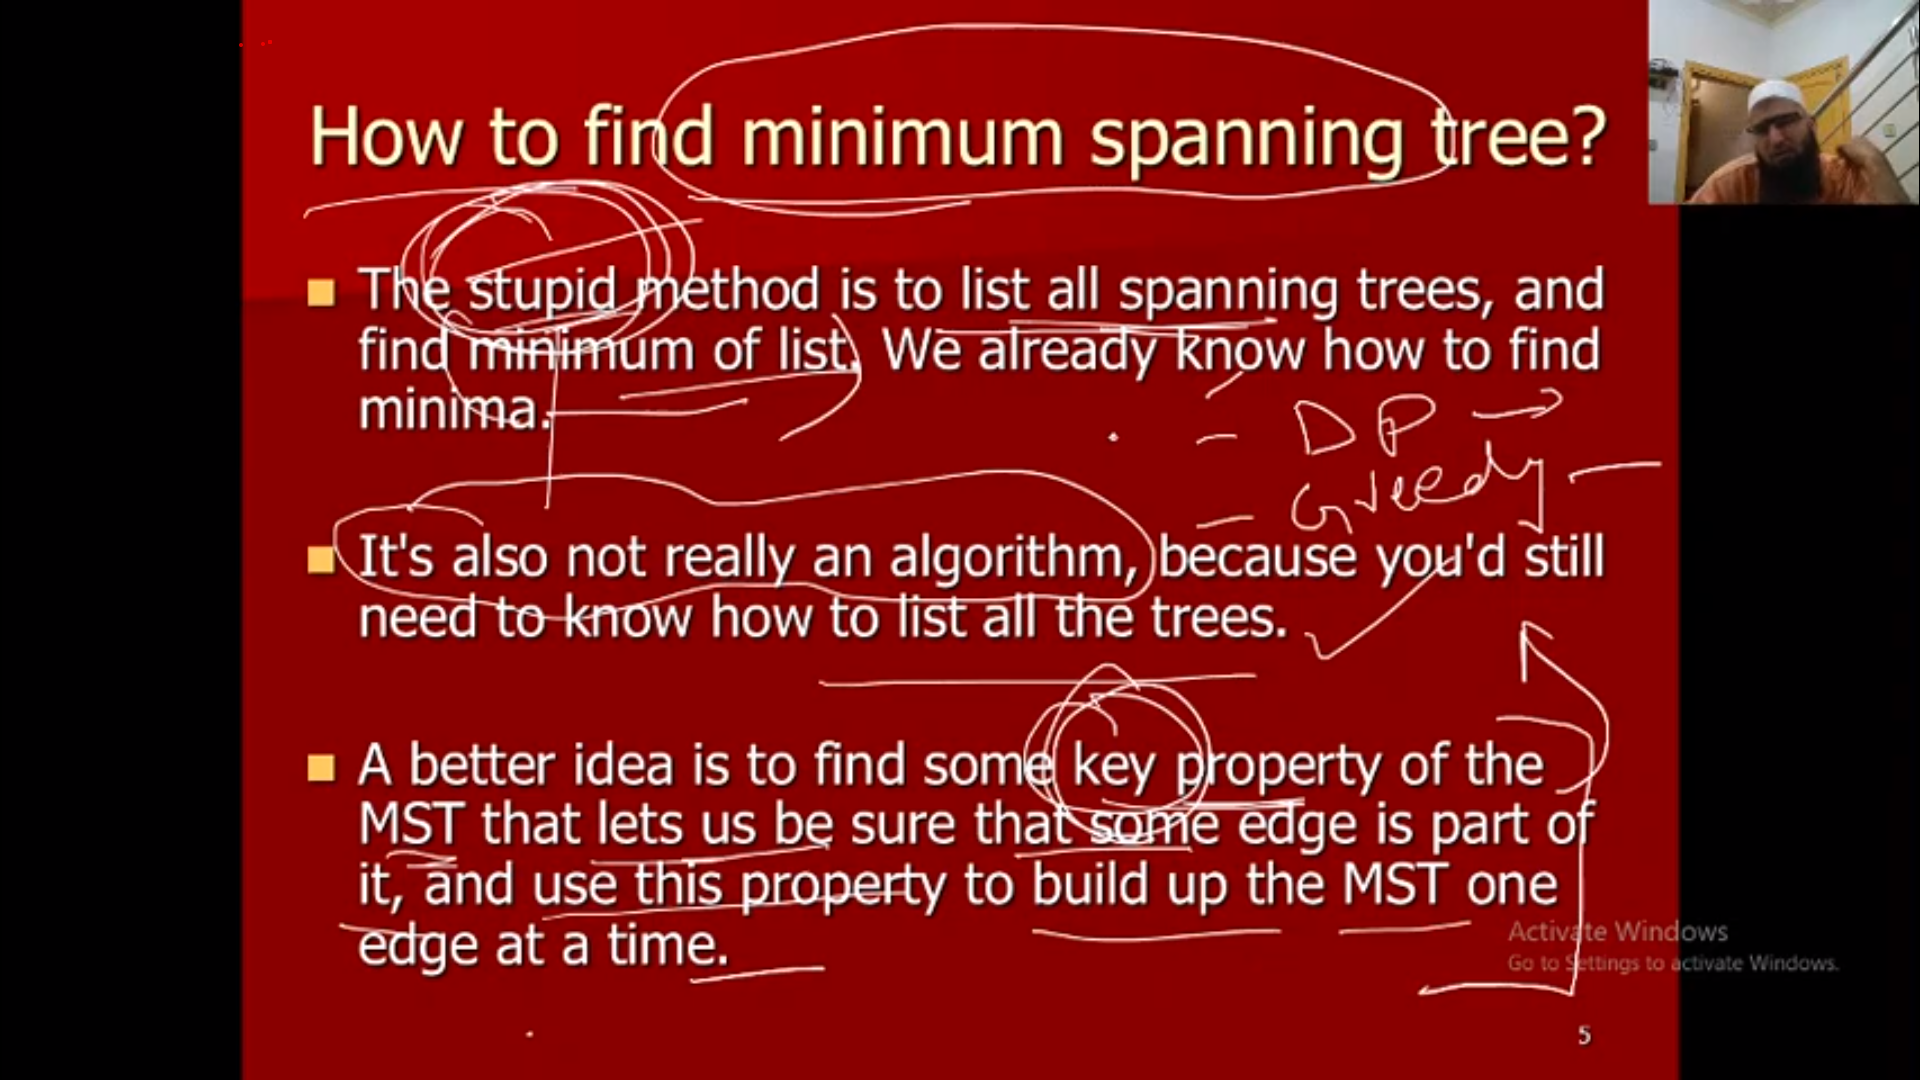 How to find minimum spanning tree?
■ The stupid method is to list all spanning trees, and
find minimum of list. We already know how to find
minima.
- DP →
- Greedy -
■ It's also not really an algorithm, because you'd still
need to know how to list all the trees.
■ A better idea is to find some key property of the
MST that lets us be sure that some edge is part of
it, and use this property to build up the MST one
edge at a time.
Activate Windows
Go to Settings to activate Windows.
5